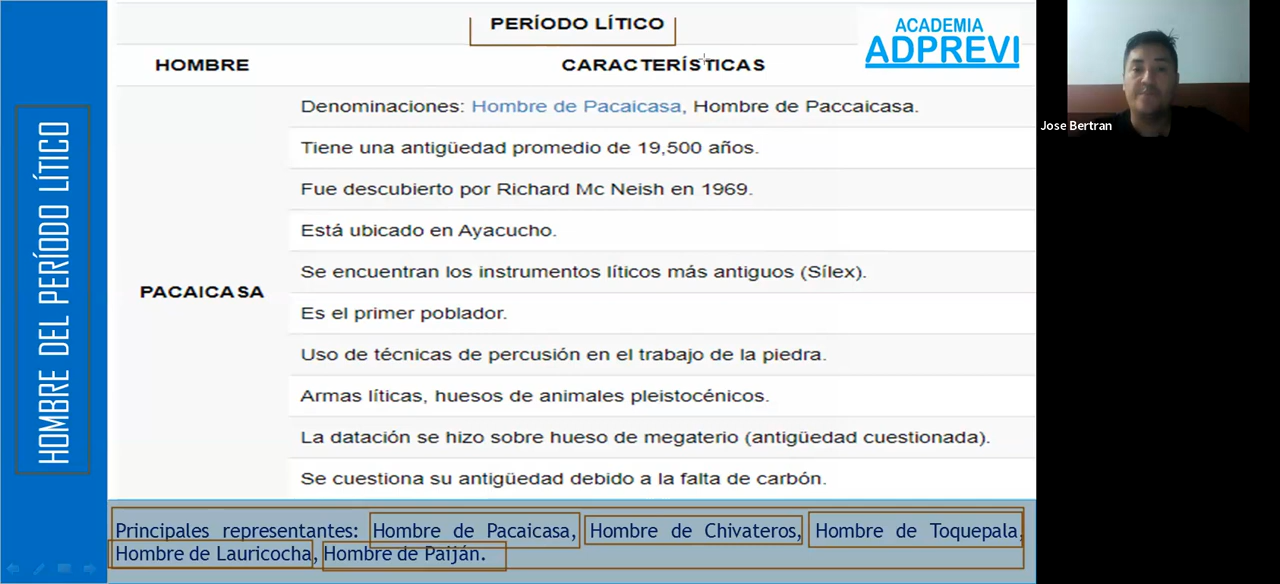 PERÍODO LÍTICO
ACADEMIA
ADPREVI
HOMBRE
CARACTERÍSTICAS
Jose Bertran
HOMBRE DEL PERÍODO LÍTICO
PACAICASA
Denominaciones: Hombre de Pacaicasa, Hombre de Paccaicasa.
Tiene una antigüedad promedio de 19,500 años.
Fue descubierto por Richard Mc Neish en 1969.
Está ubicado en Ayacucho.
Se encuentran los instrumentos líticos más antiguos (Sílex).
Es el primer poblador.
Uso de técnicas de percusión en el trabajo de la piedra.
Armas líticas, huesos de animales pleistocénicos.
La datación se hizo sobre hueso de megaterio (antigüedad cuestionada).
Se cuestiona su antigüedad debido a la falta de carbón.
Principales representantes: Hombre de Pacaicasa, Hombre de Chivateros, Hombre de Toquepala,
Hombre de Lauricocha, Hombre de Paiján.